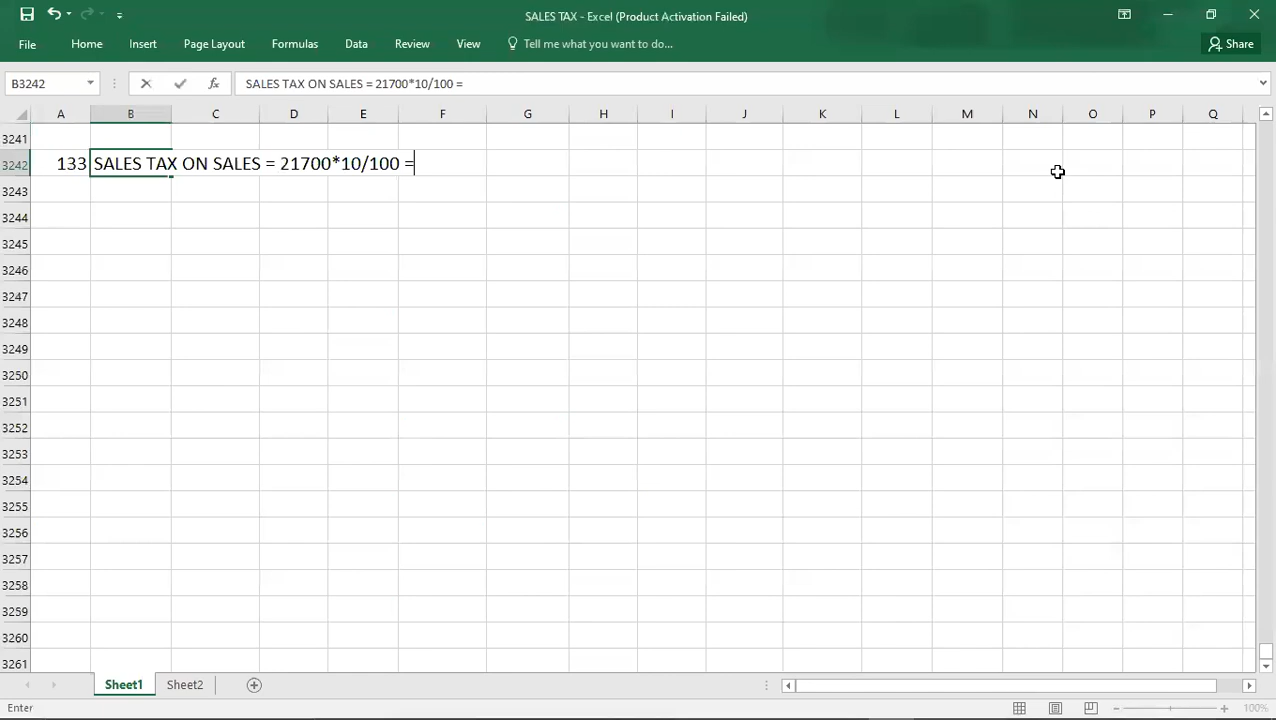 SALES TAX - Excel (Product Activation Failed)
File Home Insert Page Layout Formulas Data Review View Tell me what you want to do... Share
B3242 fx SALES TAX ON SALES = 21700*10/100 =
A B C D E F G H I J K L M N O P Q
3241
3242 133 SALES TAX ON SALES = 21700*10/100 =
3243
3244
3245
3246
3247
3248
3249
3250
3251
3252
3253
3254
3255
3256
3257
3258
3259
3260
3261
Sheet1 Sheet2
Enter 100%